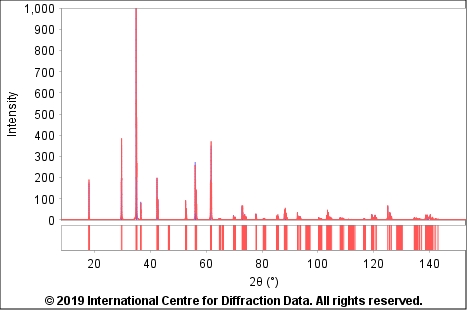 1,000
900
800
700
600
500
400
300
200
100
0
Intensity
20 40 60 80 100 120 140
2θ (°)
© 2019 International Centre for Diffraction Data. All rights reserved.